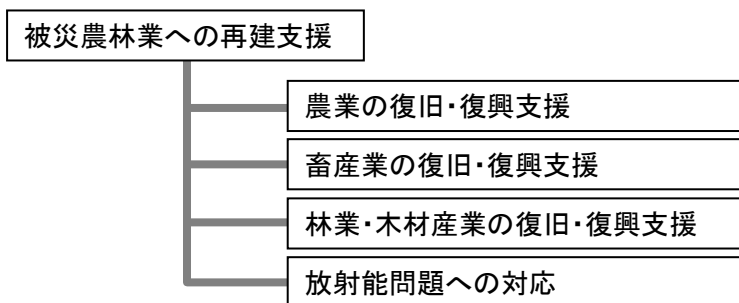 被災農林業への再建支援
農業の復旧・復興支援
畜産業の復旧・復興支援
林業・木材産業の復旧・復興支援
放射能問題への対応